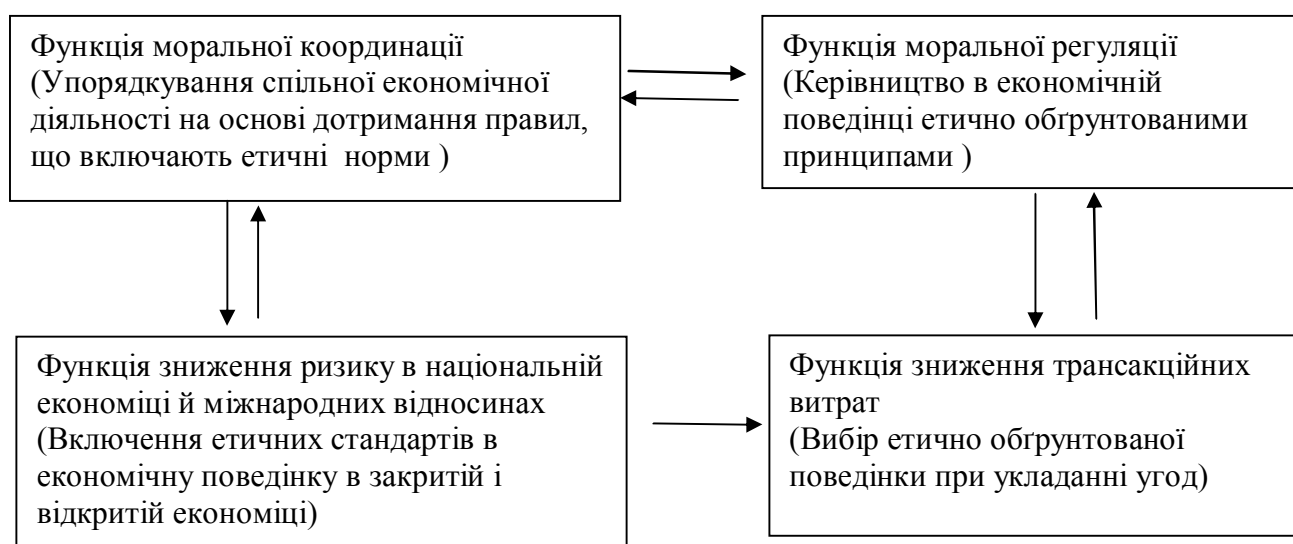 Функція моральної координації
(Упорядкування спільної економічної
діяльності на основі дотримання правил,
що включають етичні  норми )
Функція моральної регуляції
(Керівництво в економічній
поведінці етично обґрунтованими
принципами )
Функція зниження ризику в національній
економіці й міжнародних відносинах
(Включення етичних стандартів в
економічну поведінку в закритій і
відкритій економіці)
Функція зниження трансакційних
витрат
(Вибір етично обґрунтованої
поведінки при укладанні угод)